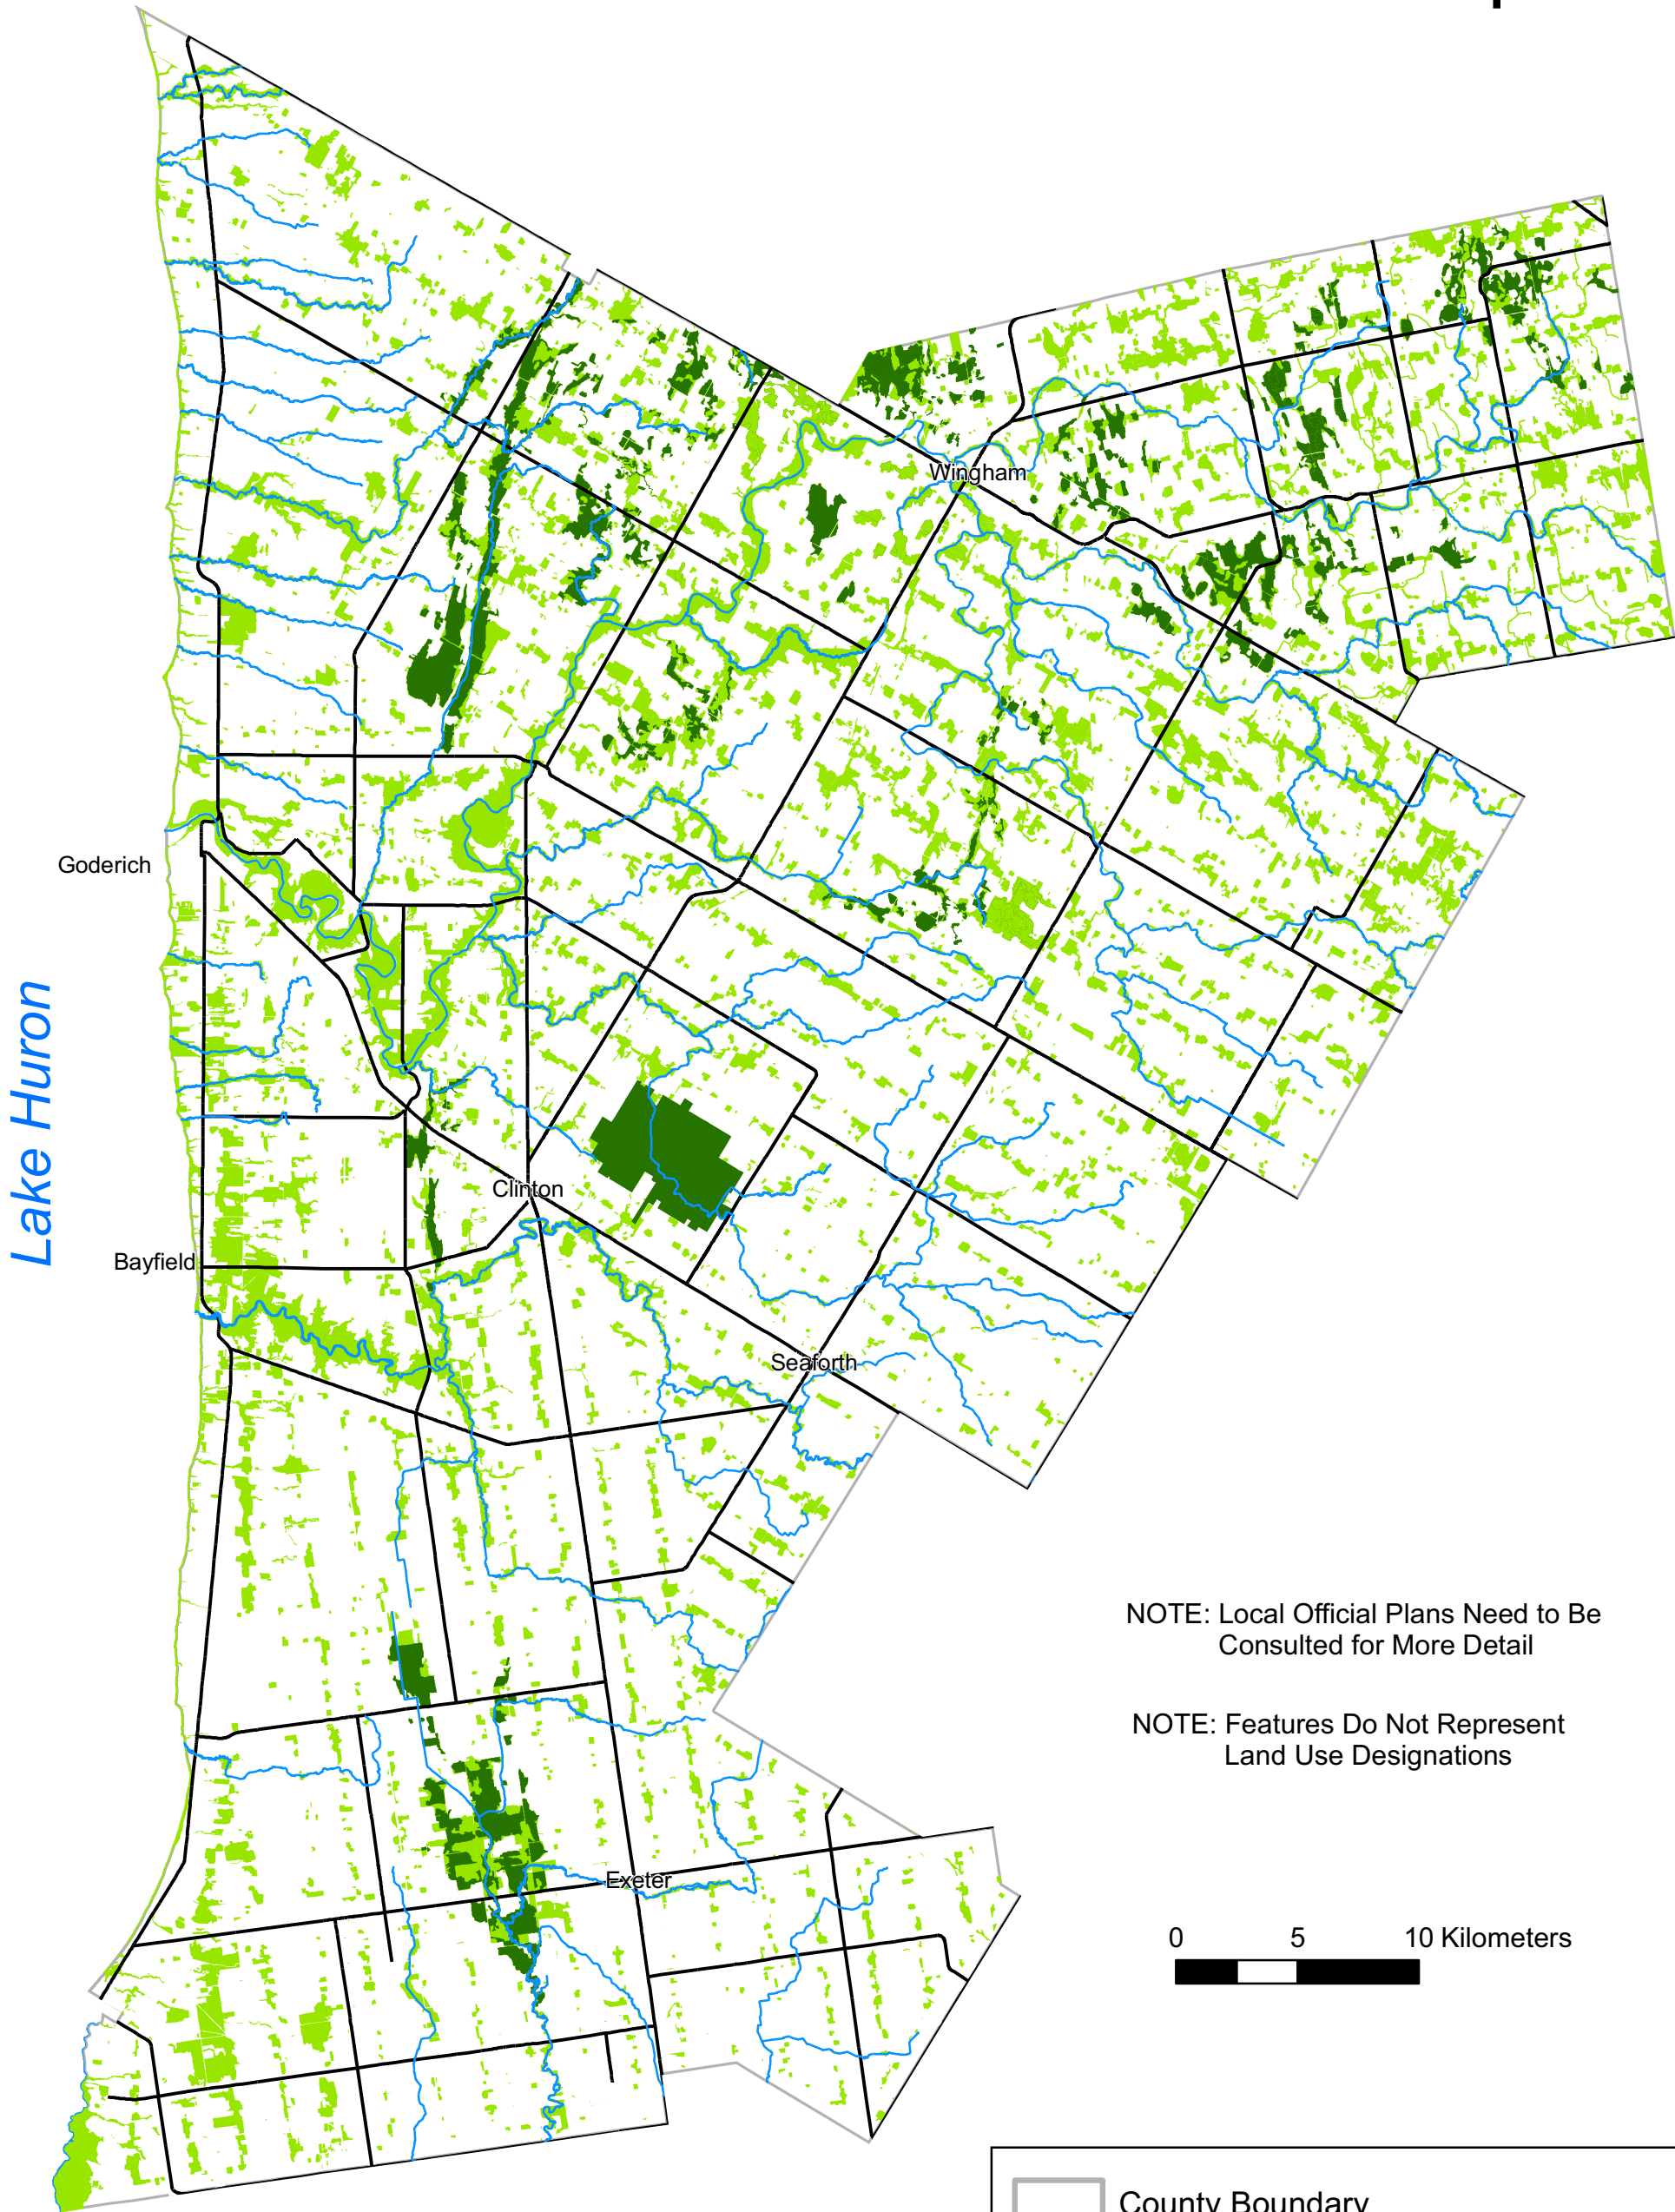 Wingham
Goderich
Lake Huron
Clinton
Bayfield
Seaforth
NOTE: Local Official Plans Need to Be
Consulted for More Detail
NOTE: Features Do Not Represent
Land Use Designations
Exeter
0 5 10 Kilometers
County Boundary